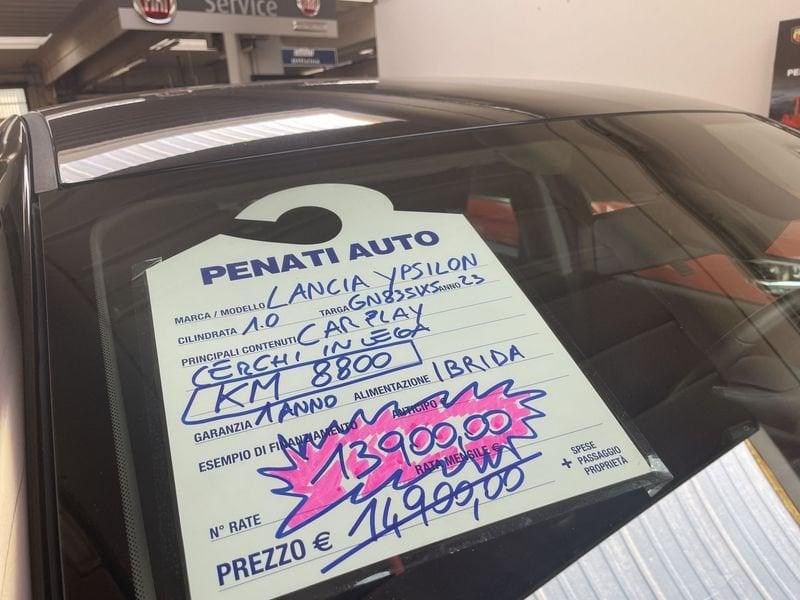 FIAT
Service
PENATI AUTO
MARCA / MODELLO LANCIA YPSILON
CILINDRATA 1.0 TARGA GN835VS ANNO 23
PRINCIPALI CONTENUTI CAR PLAY
CERCHI IN LEGA
KM 8800
GARANZIA 1 ANNO ALIMENTAZIONE IBRIDA
ESEMPIO DI FINANZIAMENTO ANTICIPO €
13900,00
N° RATE RATA MENSILE €
PREZZO € 14900,00
+ SPESE PASSAGGIO PROPRIETÀ